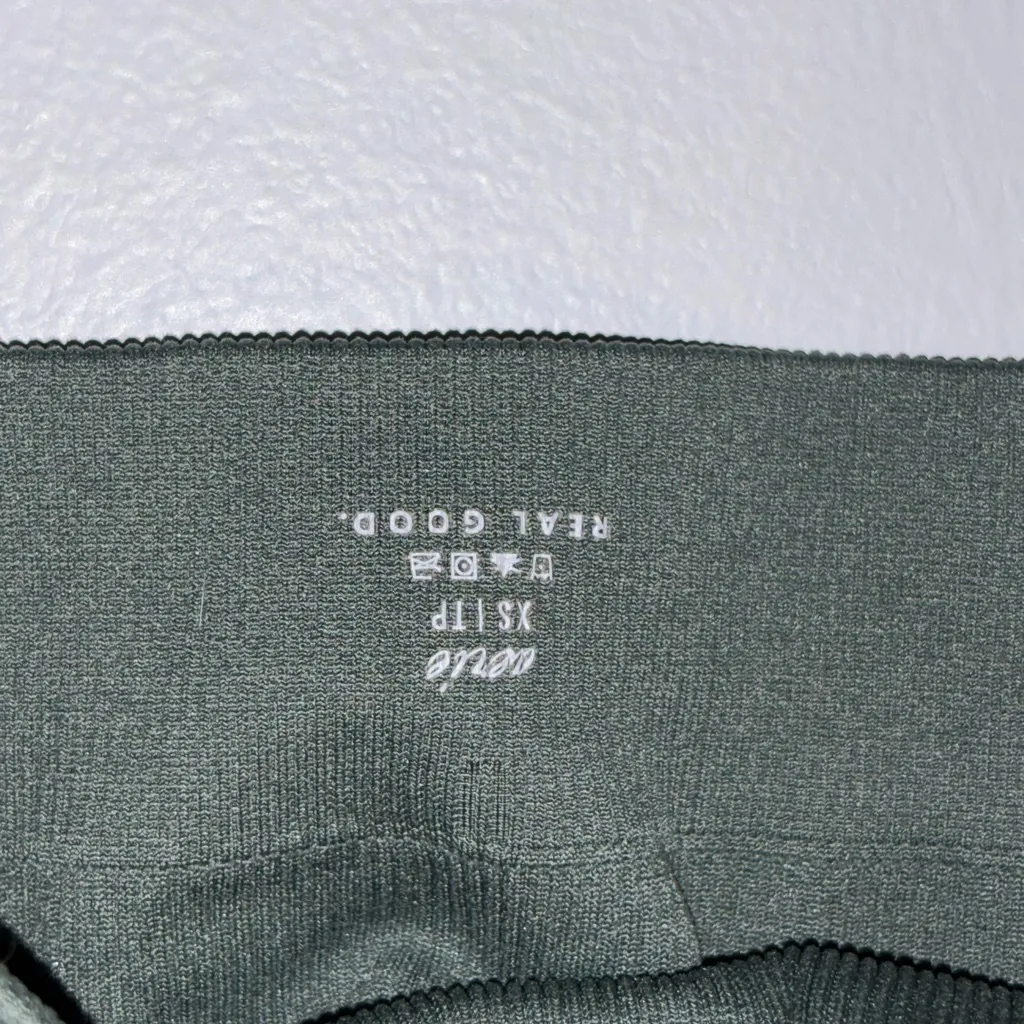 aerie
XS | TP
REAL GOOD.